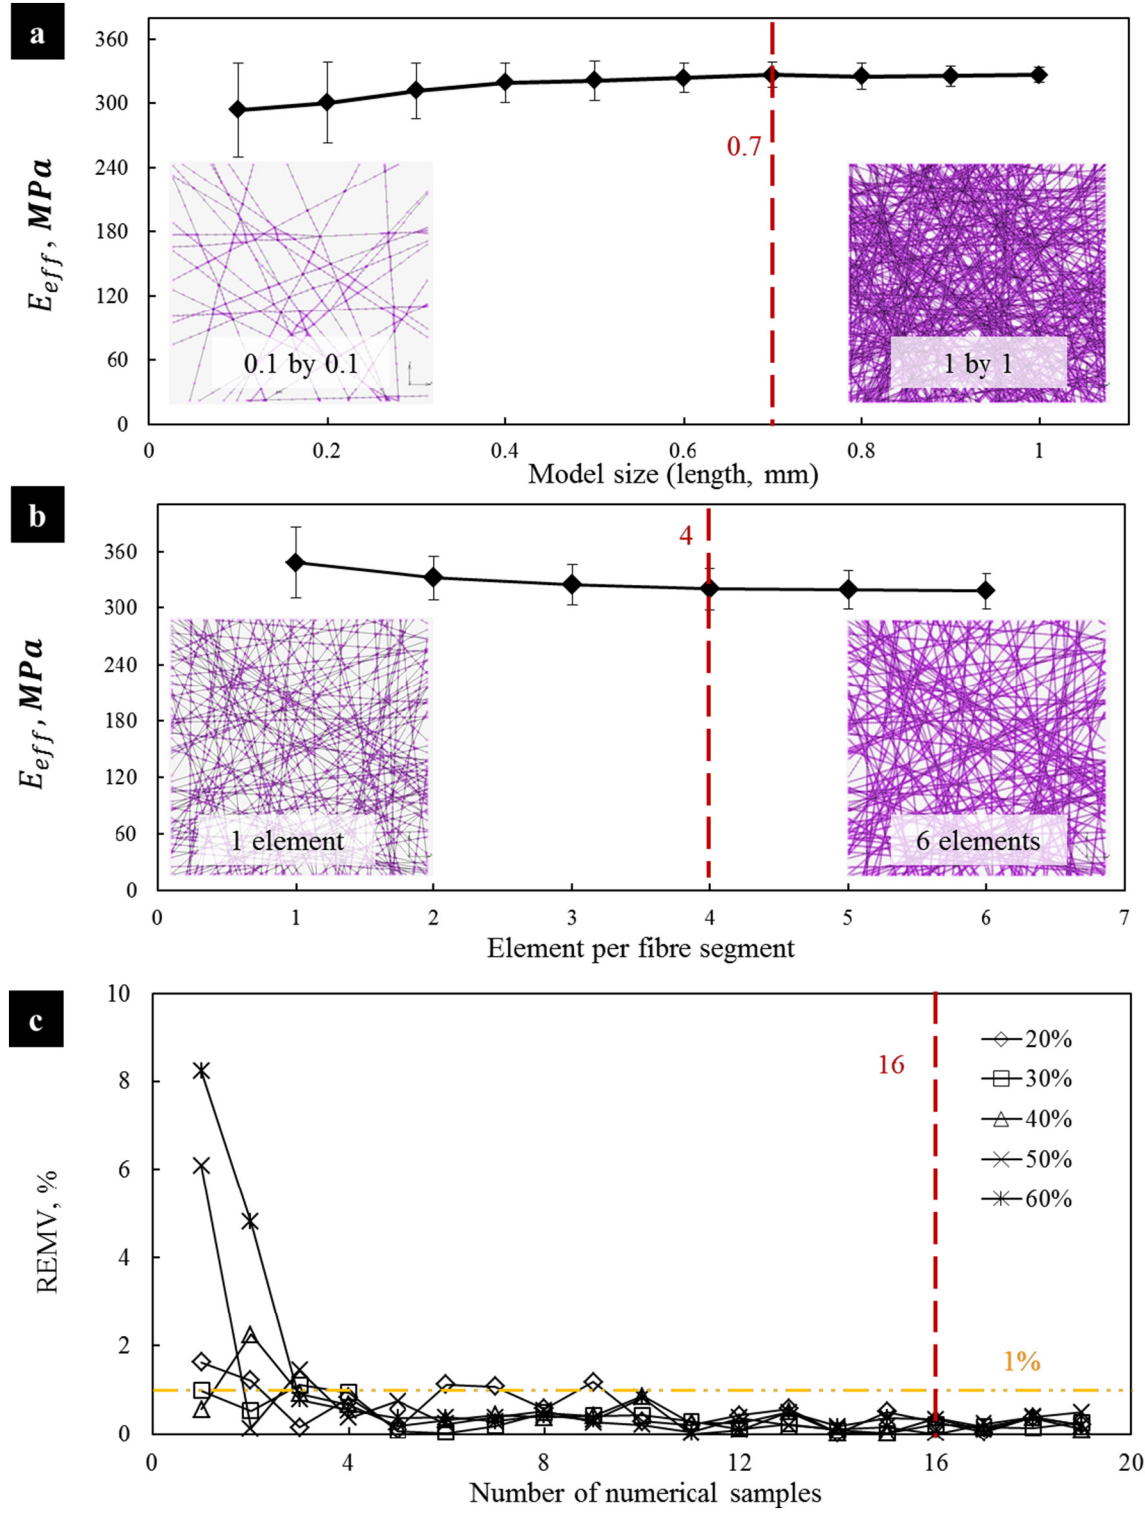 a
360
300
240
180
120
60
0
E_eff, MPa
0.7
0.1 by 0.1
1 by 1
0 0.2 0.4 0.6 0.8 1
Model size (length, mm)
b
360
300
240
180
120
60
0
E_eff, MPa
4
1 element
6 elements
0 1 2 3 4 5 6 7
Element per fibre segment
c
10
8
6
4
2
0
REMV, %
16
20%
30%
40%
50%
60%
1%
0 4 8 12 16 20
Number of numerical samples